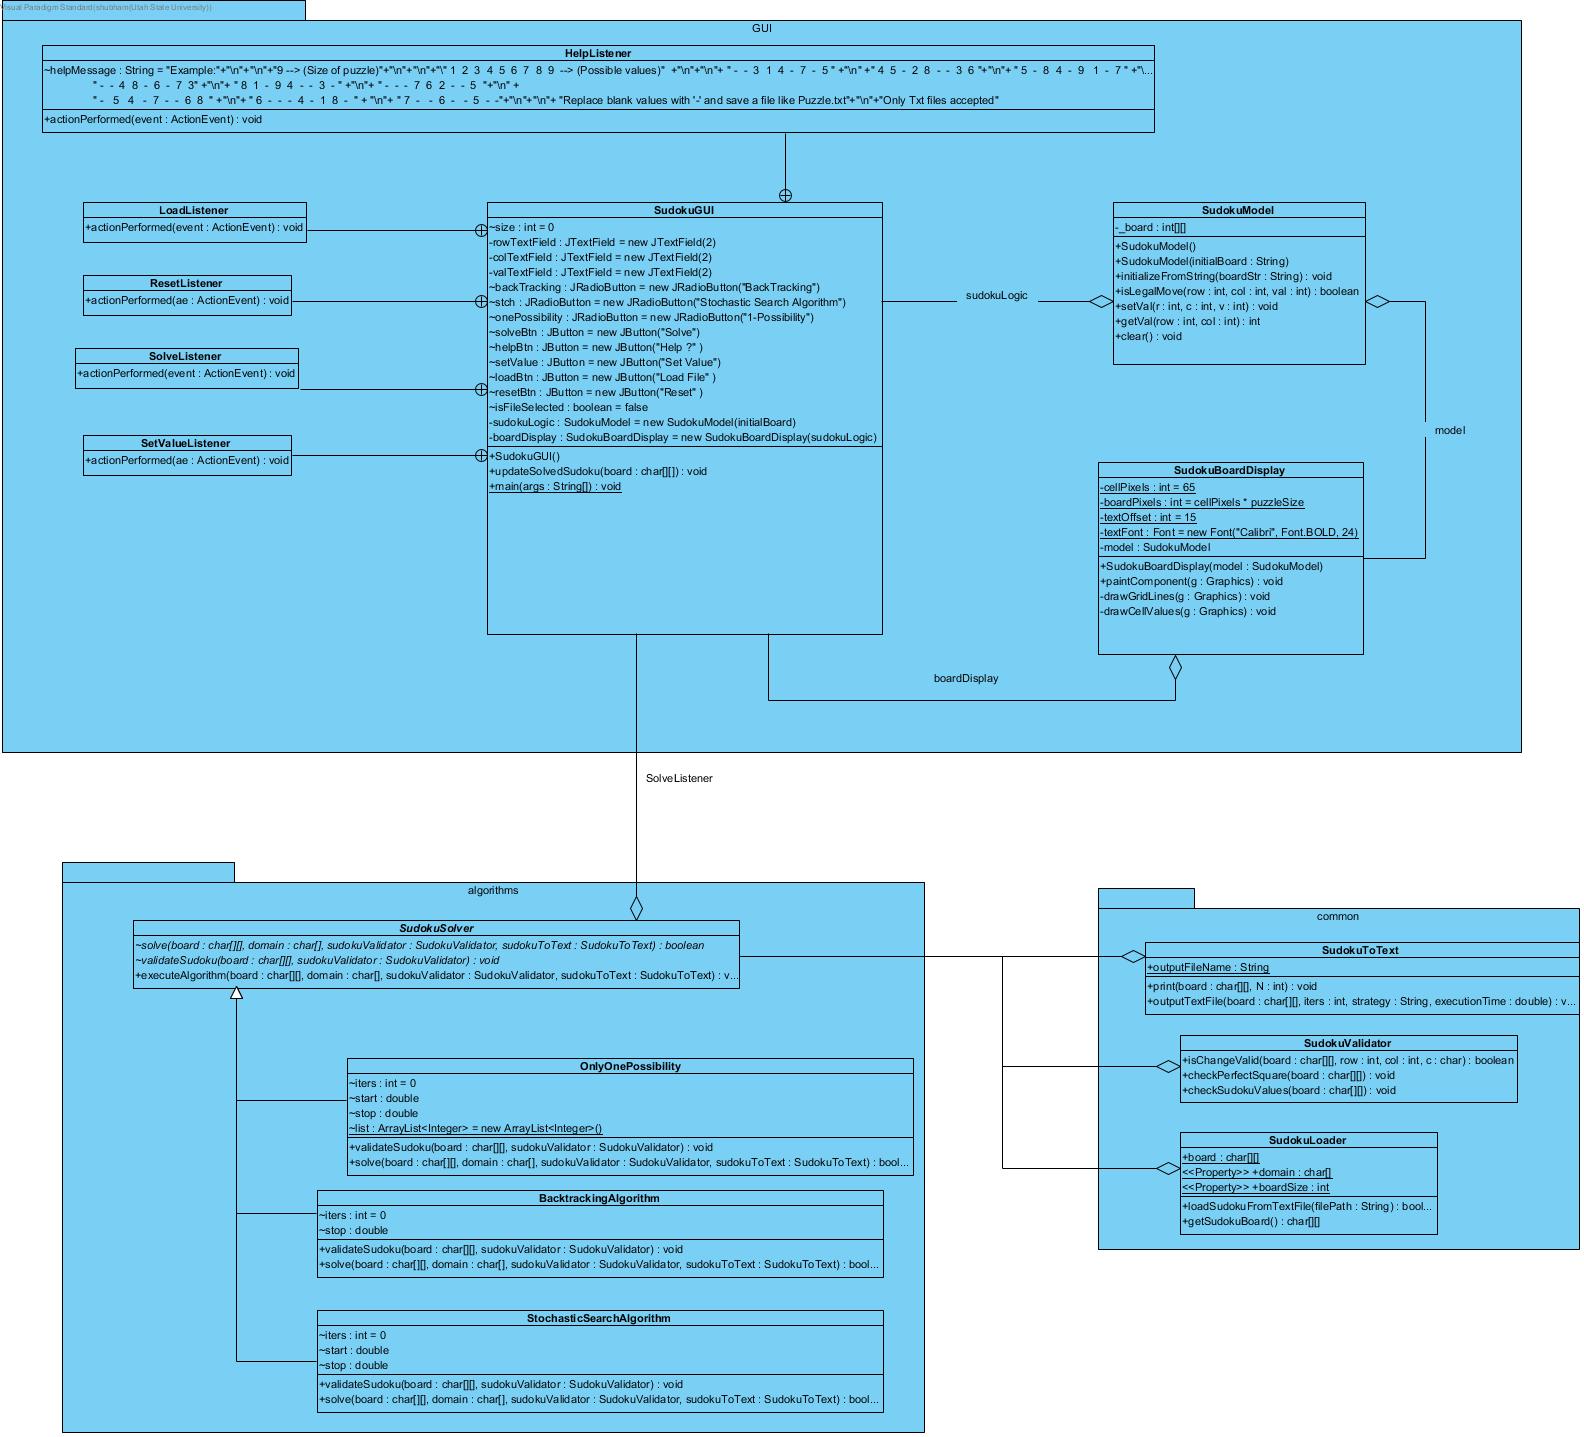 Visual Paradigm Standard(shubham(Utah State University))
GUI
HelpListener
~helpMessage : String = "Example:"+"\n"+"\n"+"9 --> (Size of puzzle)"+"\n"+"\n"+"\" 1 2 3 4 5 6 7 8 9 --> (Possible values)" +"\n"+"\n"+ " - - 3 1 4 - 7 - 5 " +"\n" +" 4 5 - 2 8 - - 3 6 "+"\n"+ " 5 - 8 4 - 9 1 - 7 " +"\...
" - - 4 8 - 6 - 7 3" +"\n"+ " 8 1 - 9 4 - - 3 - " +"\n"+ " - - - 7 6 2 - - 5 "+"\n" +
" - 5 4 - 7 - - 6 8 " +"\n"+ " 6 - - - 4 - 1 8 - " + "\n"+ " 7 - - 6 - - 5 - -"+"\n"+"\n"+ "Replace blank values with '-' and save a file like Puzzle.txt"+"\n"+"Only Txt files accepted"
+actionPerformed(event : ActionEvent) : void
LoadListener
+actionPerformed(event : ActionEvent) : void
ResetListener
+actionPerformed(ae : ActionEvent) : void
SolveListener
+actionPerformed(event : ActionEvent) : void
SetValueListener
+actionPerformed(ae : ActionEvent) : void
SudokuGUI
~size : int = 0
-rowTextField : JTextField = new JTextField(2)
-colTextField : JTextField = new JTextField(2)
-valTextField : JTextField = new JTextField(2)
~backTracking : JRadioButton = new JRadioButton("BackTracking")
~stch : JRadioButton = new JRadioButton("Stochastic Search Algorithm")
~onePossibility : JRadioButton = new JRadioButton("1-Possibility")
~solveBtn : JButton = new JButton("Solve")
~helpBtn : JButton = new JButton("Help ?" )
~setValue : JButton = new JButton("Set Value")
~loadBtn : JButton = new JButton("Load File" )
~resetBtn : JButton = new JButton("Reset" )
~isFileSelected : boolean = false
-sudokuLogic : SudokuModel = new SudokuModel(initialBoard)
-boardDisplay : SudokuBoardDisplay = new SudokuBoardDisplay(sudokuLogic)
+SudokuGUI()
+updateSolvedSudoku(board : char[][]) : void
+main(args : String[]) : void
sudokuLogic
SudokuModel
-_board : int[][]
+SudokuModel()
+SudokuModel(initialBoard : String)
+initializeFromString(boardStr : String) : void
+isLegalMove(row : int, col : int, val : int) : boolean
+setVal(r : int, c : int, v : int) : void
+getVal(row : int, col : int) : int
+clear() : void
model
SudokuBoardDisplay
-cellPixels : int = 65
-boardPixels : int = cellPixels * puzzleSize
-textOffset : int = 15
-textFont : Font = new Font("Calibri", Font.BOLD, 24)
-model : SudokuModel
+SudokuBoardDisplay(model : SudokuModel)
+paintComponent(g : Graphics) : void
-drawGridLines(g : Graphics) : void
-drawCellValues(g : Graphics) : void
boardDisplay
SolveListener
algorithms
SudokuSolver
~solve(board : char[][], domain : char[], sudokuValidator : SudokuValidator, sudokuToText : SudokuToText) : boolean
~validateSudoku(board : char[][], sudokuValidator : SudokuValidator) : void
+executeAlgorithm(board : char[][], domain : char[], sudokuValidator : SudokuValidator, sudokuToText : SudokuToText) : v...
OnlyOnePossibility
~iters : int = 0
~start : double
~stop : double
~list : ArrayList<Integer> = new ArrayList<Integer>()
+validateSudoku(board : char[][], sudokuValidator : SudokuValidator) : void
+solve(board : char[][], domain : char[], sudokuValidator : SudokuValidator, sudokuToText : SudokuToText) : bool...
BacktrackingAlgorithm
~iters : int = 0
~stop : double
+validateSudoku(board : char[][], sudokuValidator : SudokuValidator) : void
+solve(board : char[][], domain : char[], sudokuValidator : SudokuValidator, sudokuToText : SudokuToText) : bool...
StochasticSearchAlgorithm
~iters : int = 0
~start : double
~stop : double
+validateSudoku(board : char[][], sudokuValidator : SudokuValidator) : void
+solve(board : char[][], domain : char[], sudokuValidator : SudokuValidator, sudokuToText : SudokuToText) : bool...
common
SudokuToText
+outputFileName : String
+print(board : char[][], N : int) : void
+outputTextFile(board : char[][], iters : int, strategy : String, executionTime : double) : v...
SudokuValidator
+isChangeValid(board : char[][], row : int, col : int, c : char) : boolean
+checkPerfectSquare(board : char[][]) : void
+checkSudokuValues(board : char[][]) : void
SudokuLoader
+board : char[][]
<<Property>> +domain : char[]
<<Property>> +boardSize : int
+loadSudokuFromTextFile(filePath : String) : bool...
+getSudokuBoard() : char[][]